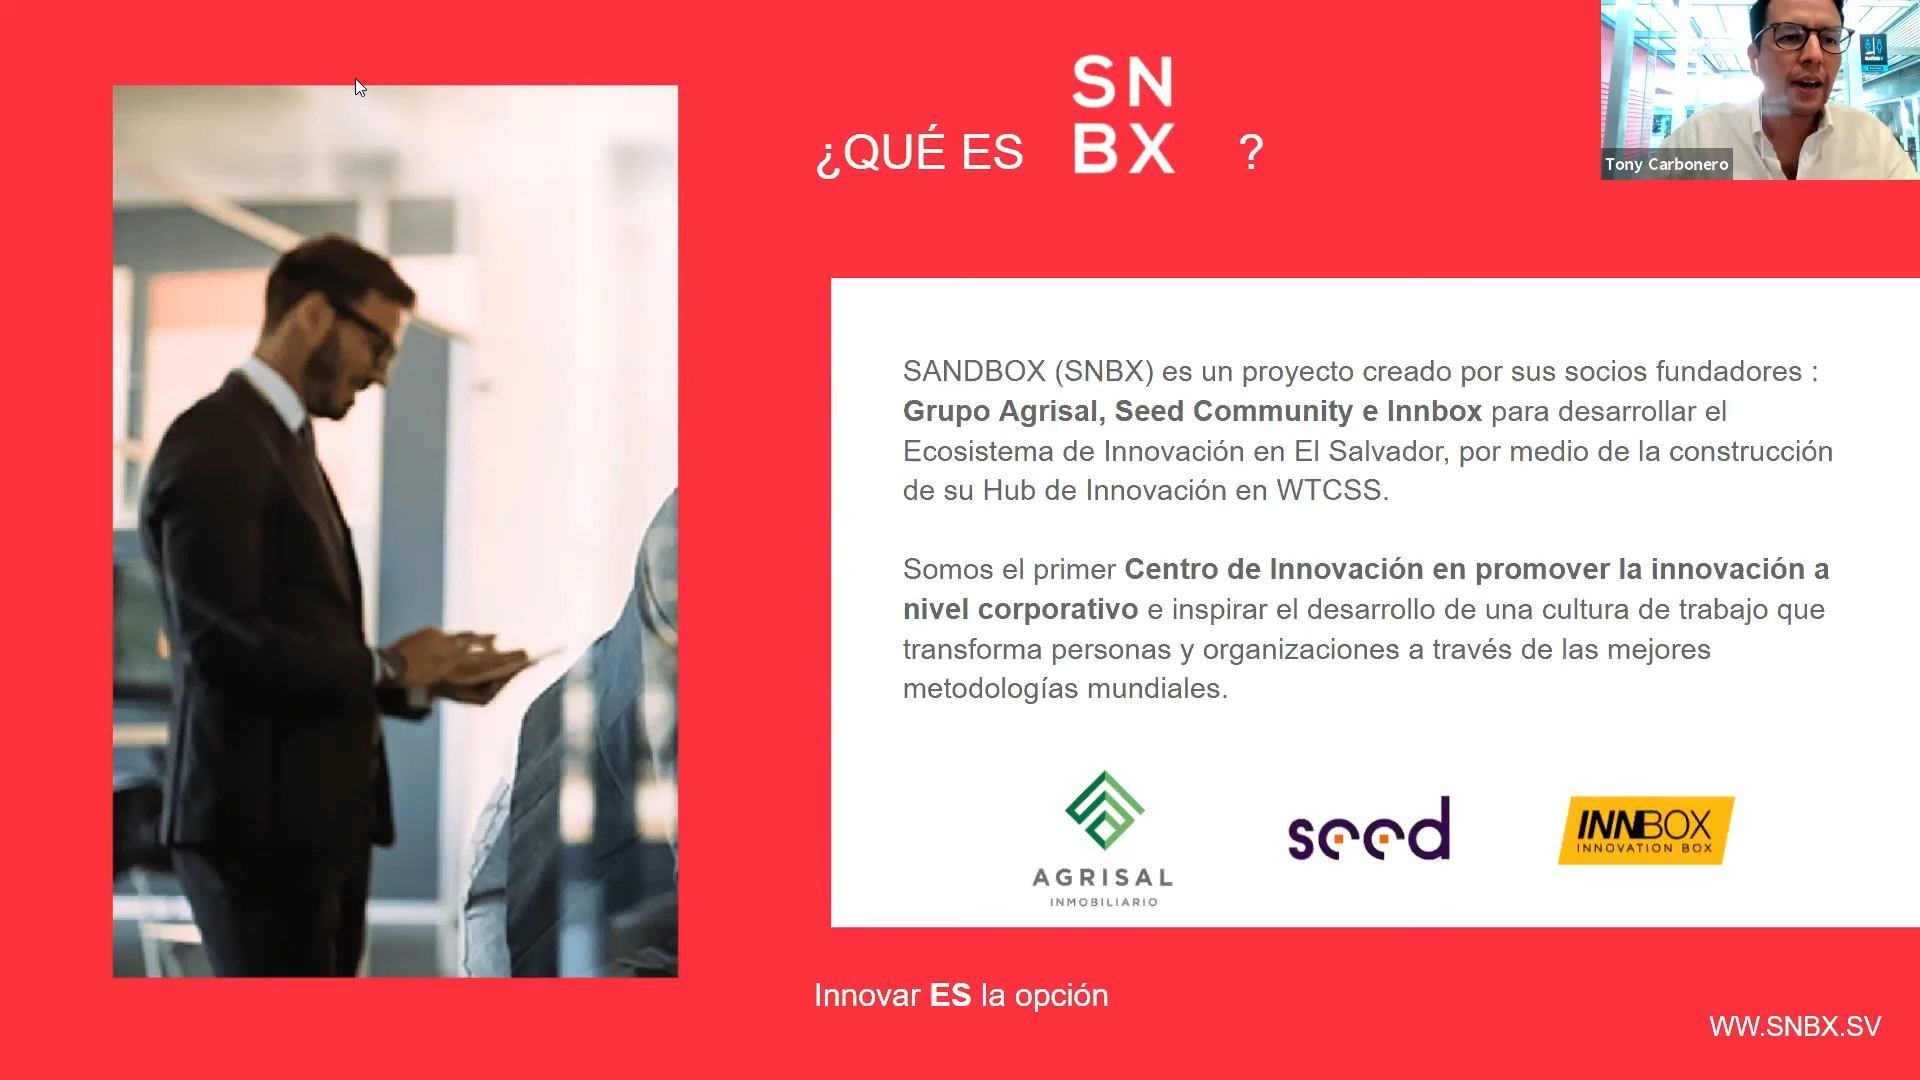 SN
BX
¿QUÉ ES ?
Tony Carbonero
SANDBOX (SNBX) es un proyecto creado por sus socios fundadores :
Grupo Agrisal, Seed Community e Innbox para desarrollar el
Ecosistema de Innovación en El Salvador, por medio de la construcción
de su Hub de Innovación en WTCSS.
Somos el primer Centro de Innovación en promover la innovación a
nivel corporativo e inspirar el desarrollo de una cultura de trabajo que
transforma personas y organizaciones a través de las mejores
metodologías mundiales.
AGRISAL
INMOBILIARIO
seed
INNBOX
INNOVATION BOX
Innovar ES la opción
WW.SNBX.SV